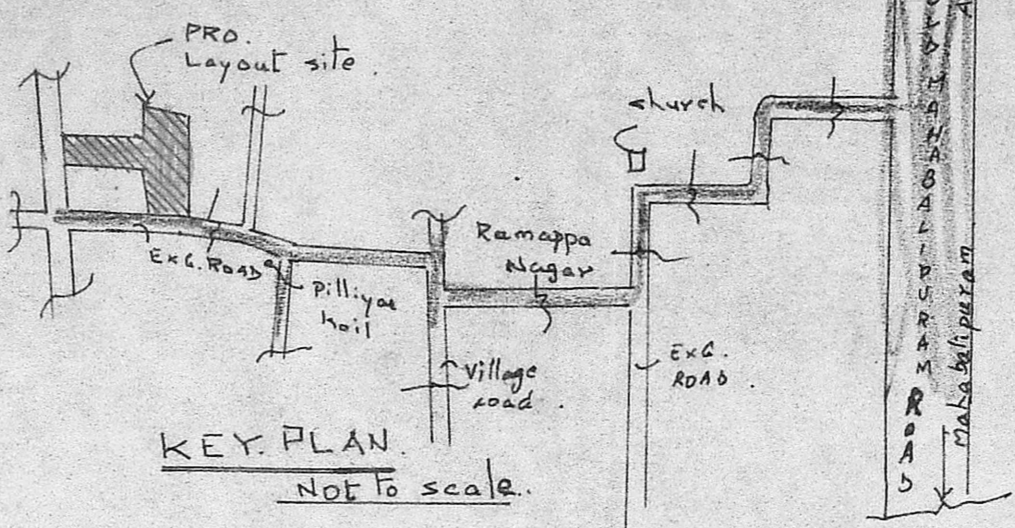 PRO.
Layout site.
church
Ramappa
Nagar
EXG. ROAD
Pilliyar
koil
Village
road.
EXG.
ROAD.
OLD MAHABALIPURAM ROAD
Mahabalipuram
KEY. PLAN.
Not To scale.